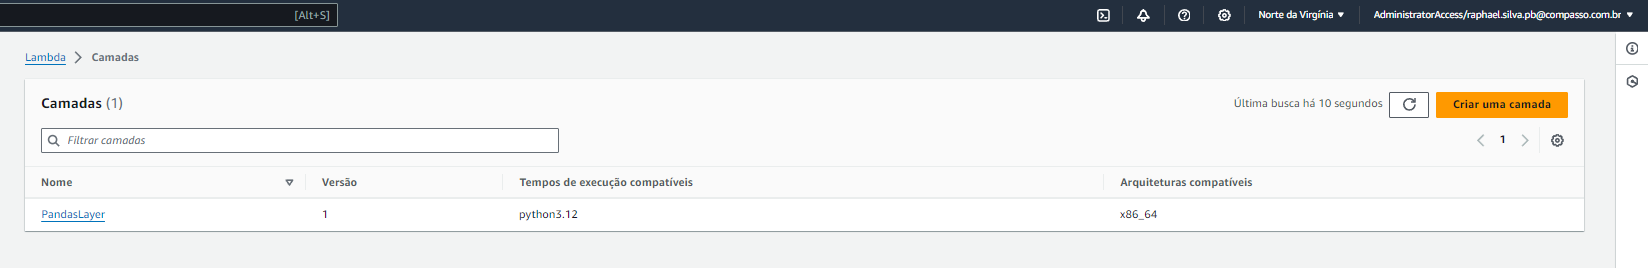 [Alt+S]
Norte da Virgínia
AdministratorAccess/raphael.silva.pb@compasso.com.br
Lambda
Camadas
Camadas (1)
Última busca há 10 segundos
Criar uma camada
Filtrar camadas
1
Nome
Versão
Tempos de execução compatíveis
Arquiteturas compatíveis
PandasLayer
1
python3.12
x86_64